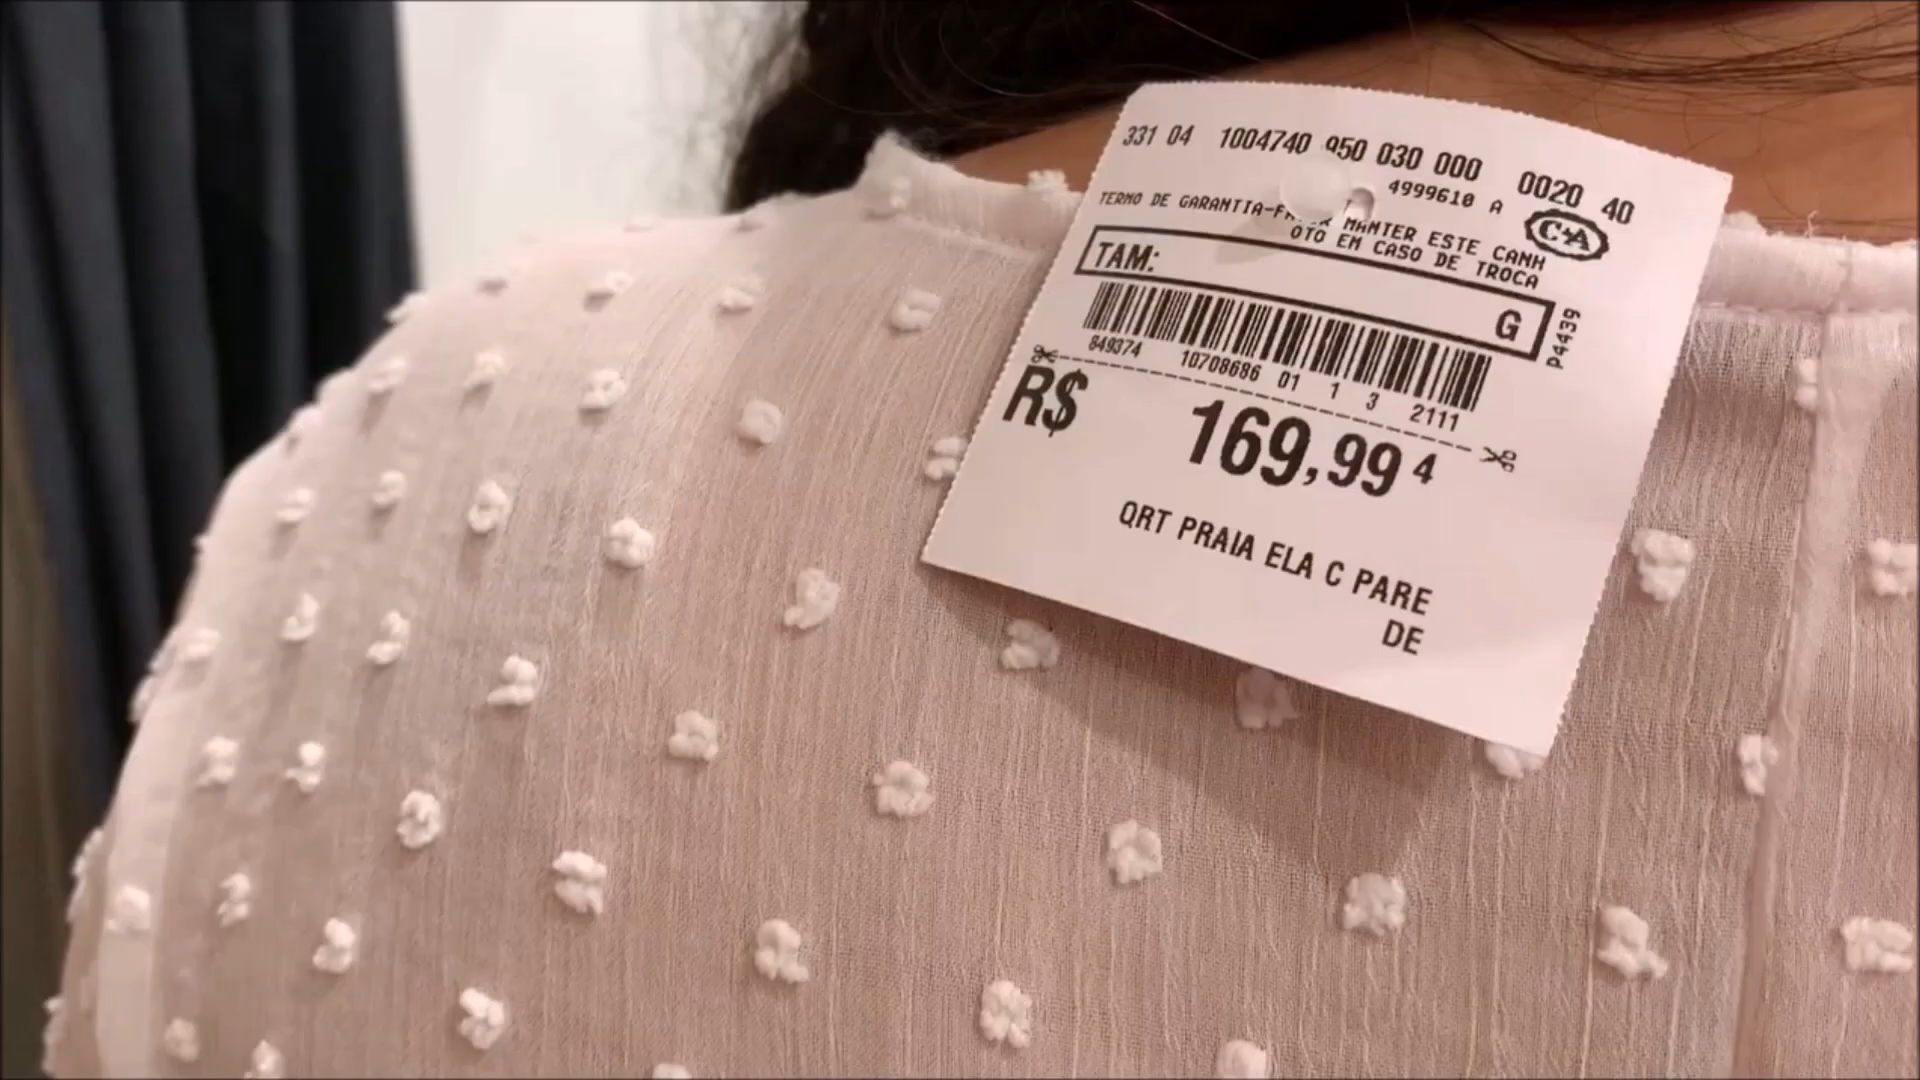 331 04 1004740 950 030 000 0020 40
4999610 A
C&A
TERMO DE GARANTIA- MANTER ESTE CANH
OTO EM CASO DE TROCA
TAM:
G
P4439
849374 10708686 01 1 3 2111
R$ 169,99 4
QRT PRAIA ELA C PARE
DE